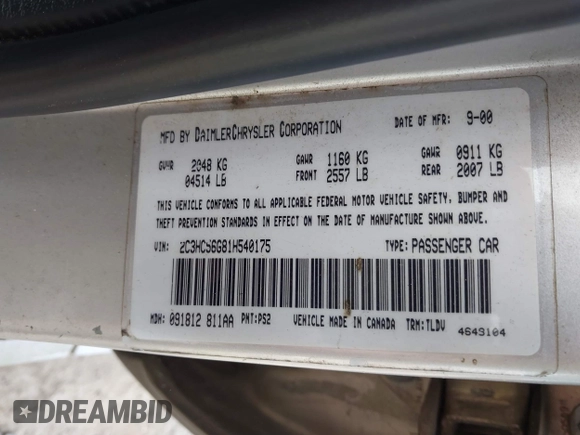 MFD BY DAIMLERCHRYSLER CORPORATION DATE OF MFR: 9-00
GVWR 2048 KG GAWR 1160 KG GAWR 0911 KG
04514 LB FRONT 2557 LB REAR 2007 LB
THIS VEHICLE CONFORMS TO ALL APPLICABLE FEDERAL MOTOR VEHICLE SAFETY, BUMPER AND
THEFT PREVENTION STANDARDS IN EFFECT ON THE DATE OF MANUFACTURE SHOWN ABOVE.
VIN: 2C3HC56G81H540175 TYPE: PASSENGER CAR
MDH: 091812 811AA PNT: PS2 VEHICLE MADE IN CANADA TRM: TLDV 4649104
DREAMBID